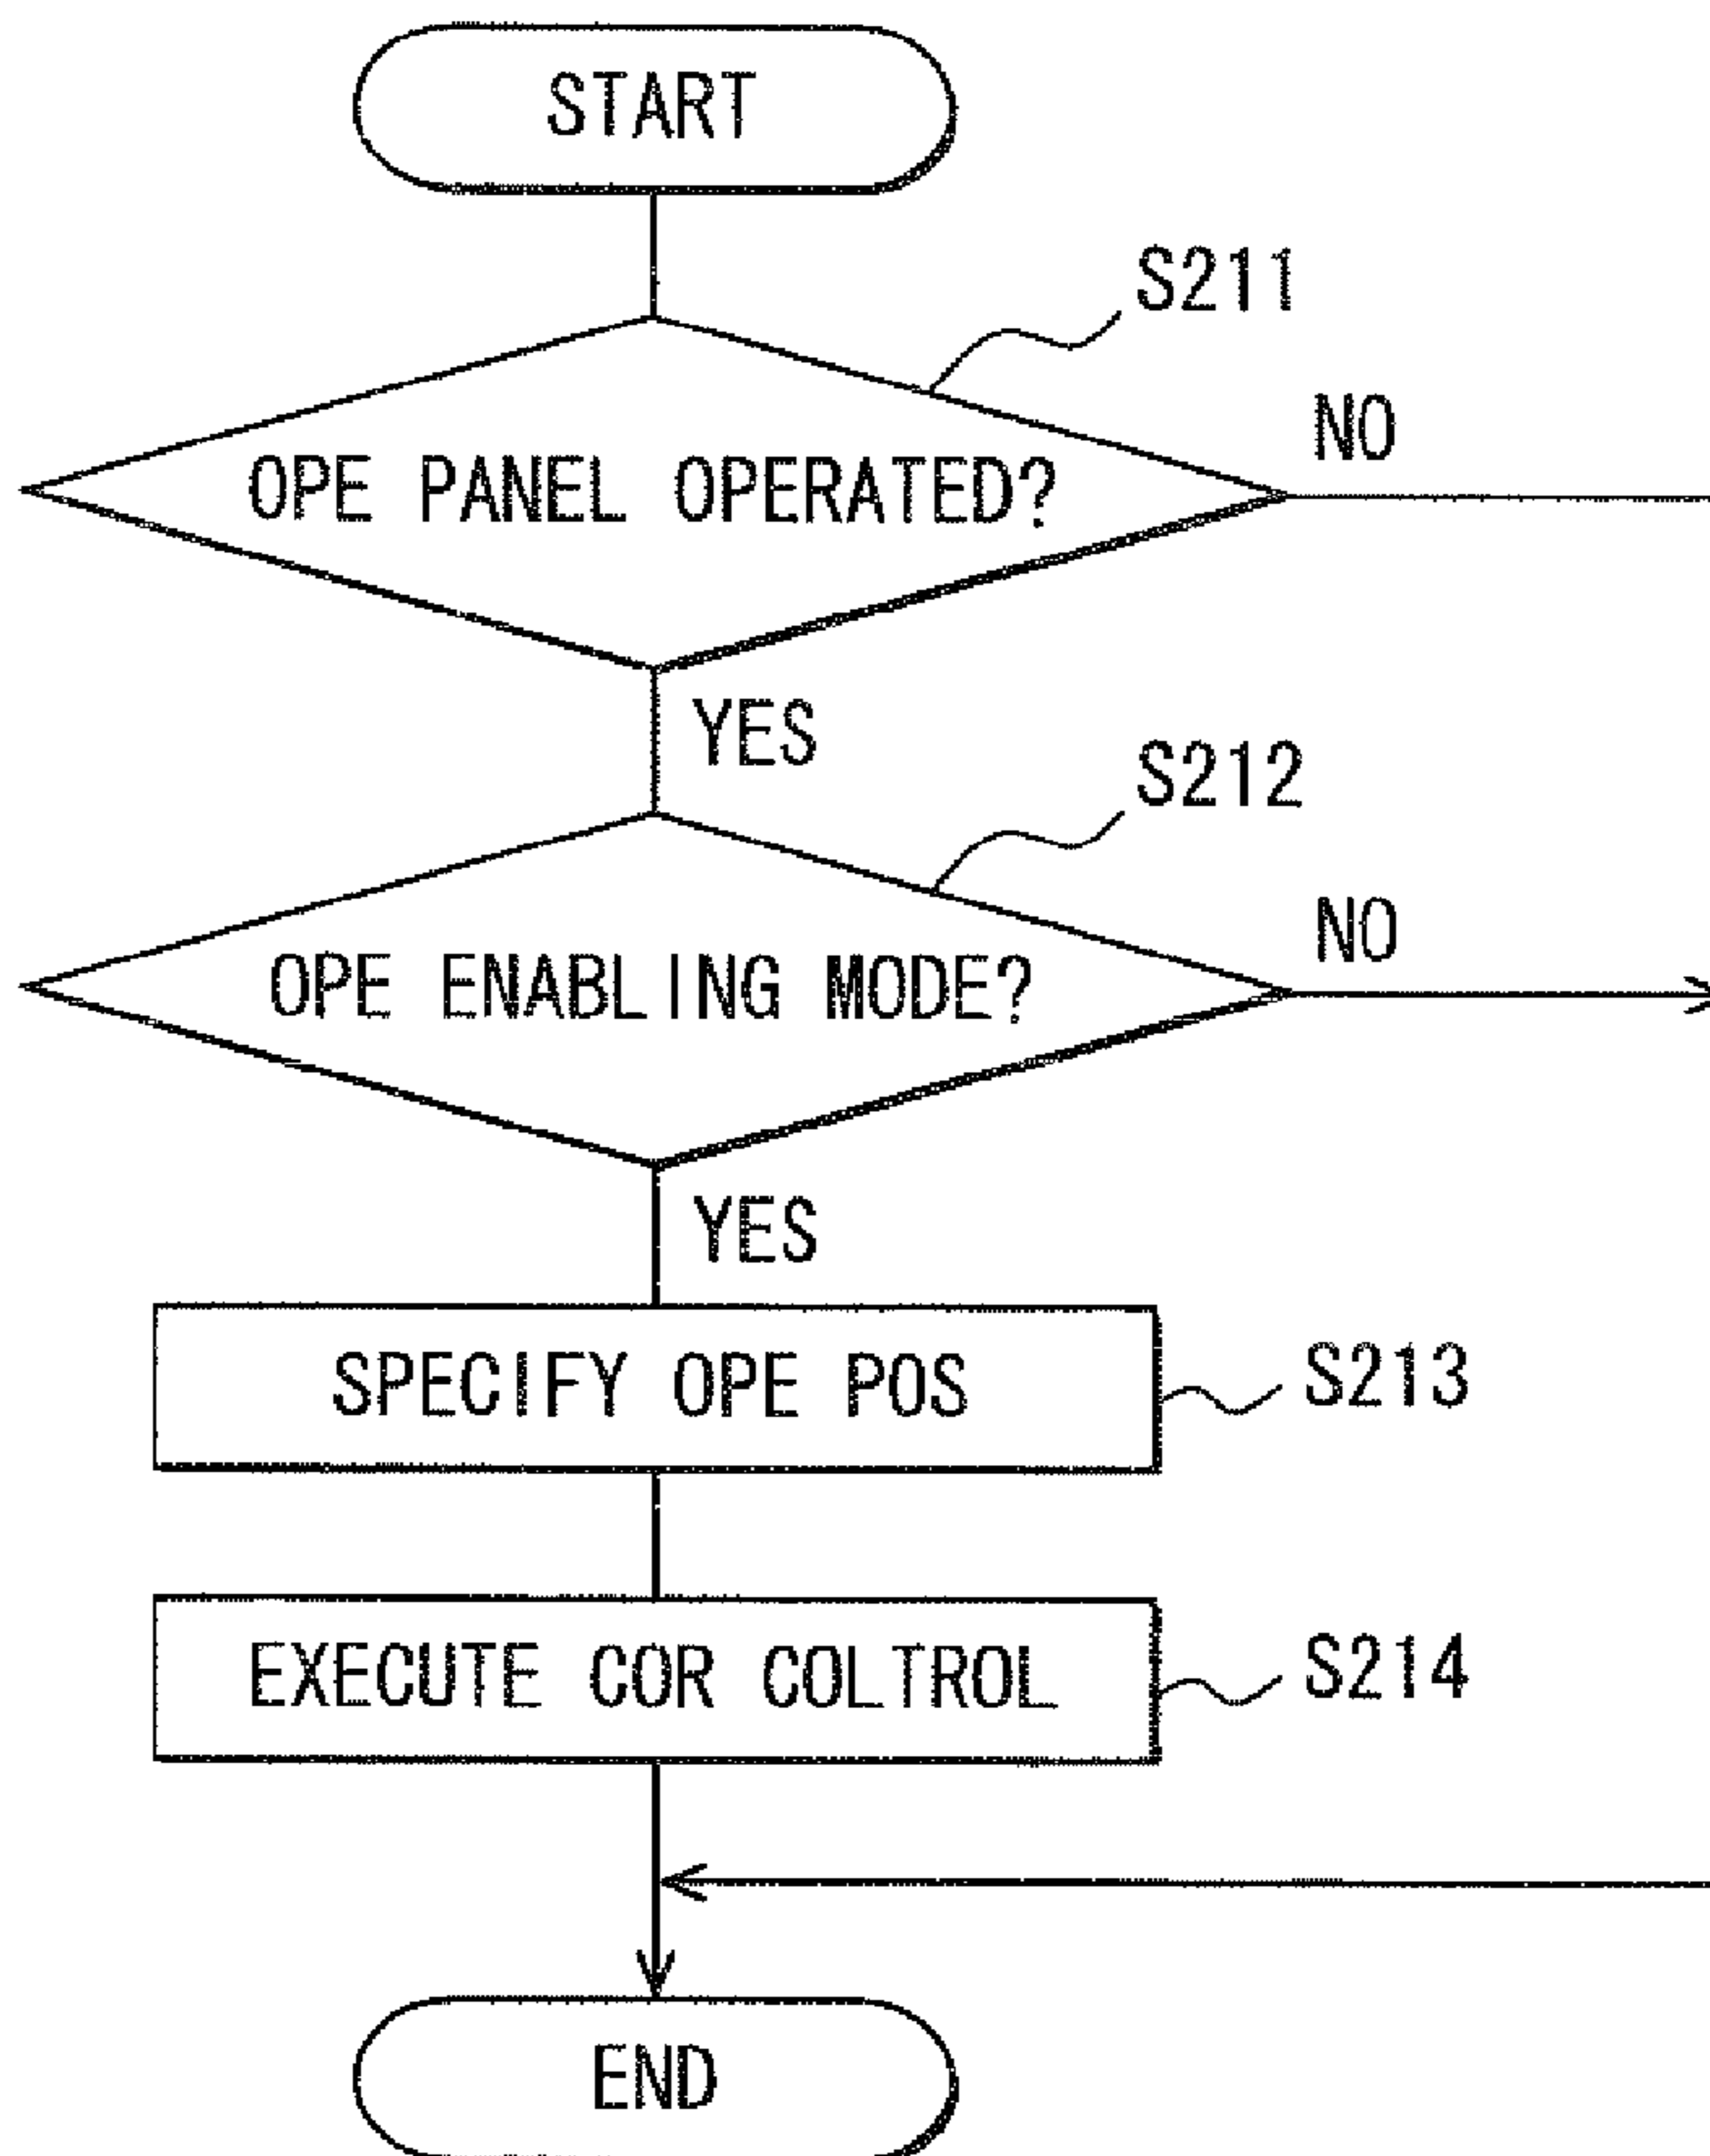 START
S211
OPE PANEL OPERATED?
NO
YES
S212
OPE ENABLING MODE?
NO
YES
SPECIFY OPE POS
S213
EXECUTE COR COLTROL
S214
END